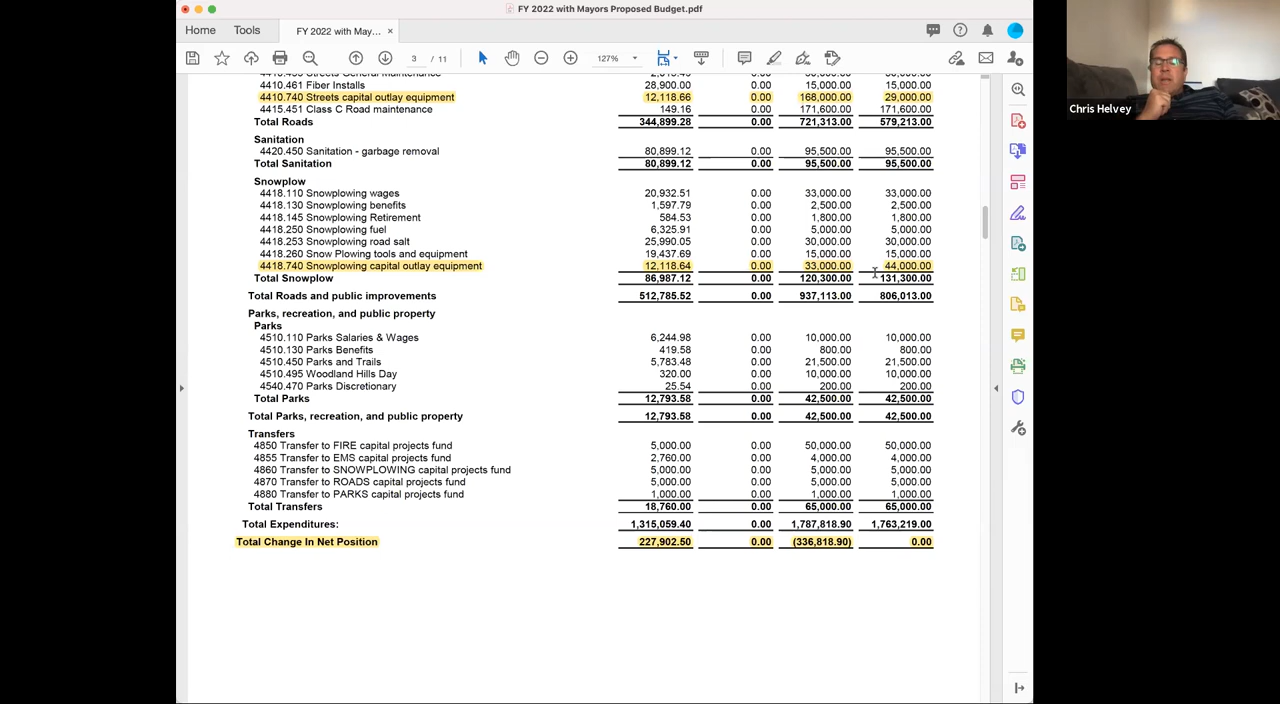 FY 2022 with Mayors Proposed Budget.pdf
Home Tools FY 2022 with May... ×
3 / 11 127%
4410.461 Fiber Installs 28,900.00 0.00 15,000.00 15,000.00
4410.740 Streets capital outlay equipment 12,118.66 0.00 168,000.00 29,000.00
4415.451 Class C Road maintenance 149.16 0.00 171,600.00 171,600.00
Total Roads 344,899.28 0.00 721,313.00 579,213.00
Sanitation
4420.450 Sanitation - garbage removal 80,899.12 0.00 95,500.00 95,500.00
Total Sanitation 80,899.12 0.00 95,500.00 95,500.00
Snowplow
4418.110 Snowplowing wages 20,932.51 0.00 33,000.00 33,000.00
4418.130 Snowplowing benefits 1,597.79 0.00 2,500.00 2,500.00
4418.145 Snowplowing Retirement 584.53 0.00 1,800.00 1,800.00
4418.250 Snowplowing fuel 6,325.91 0.00 5,000.00 5,000.00
4418.253 Snowplowing road salt 25,990.05 0.00 30,000.00 30,000.00
4418.260 Snow Plowing tools and equipment 19,437.69 0.00 15,000.00 15,000.00
4418.740 Snowplowing capital outlay equipment 12,118.64 0.00 33,000.00 44,000.00
Total Snowplow 86,987.12 0.00 120,300.00 131,300.00
Total Roads and public improvements 512,785.52 0.00 937,113.00 806,013.00
Parks, recreation, and public property
Parks
4510.110 Parks Salaries & Wages 6,244.98 0.00 10,000.00 10,000.00
4510.130 Parks Benefits 419.58 0.00 800.00 800.00
4510.450 Parks and Trails 5,783.48 0.00 21,500.00 21,500.00
4510.495 Woodland Hills Day 320.00 0.00 10,000.00 10,000.00
4540.470 Parks Discretionary 25.54 0.00 200.00 200.00
Total Parks 12,793.58 0.00 42,500.00 42,500.00
Total Parks, recreation, and public property 12,793.58 0.00 42,500.00 42,500.00
Transfers
4850 Transfer to FIRE capital projects fund 5,000.00 0.00 50,000.00 50,000.00
4855 Transfer to EMS capital projects fund 2,760.00 0.00 4,000.00 4,000.00
4860 Transfer to SNOWPLOWING capital projects fund 5,000.00 0.00 5,000.00 5,000.00
4870 Transfer to ROADS capital projects fund 5,000.00 0.00 5,000.00 5,000.00
4880 Transfer to PARKS capital projects fund 1,000.00 0.00 1,000.00 1,000.00
Total Transfers 18,760.00 0.00 65,000.00 65,000.00
Total Expenditures: 1,315,059.40 0.00 1,787,818.90 1,763,219.00
Total Change In Net Position 227,902.50 0.00 (336,818.90) 0.00
Chris Helvey